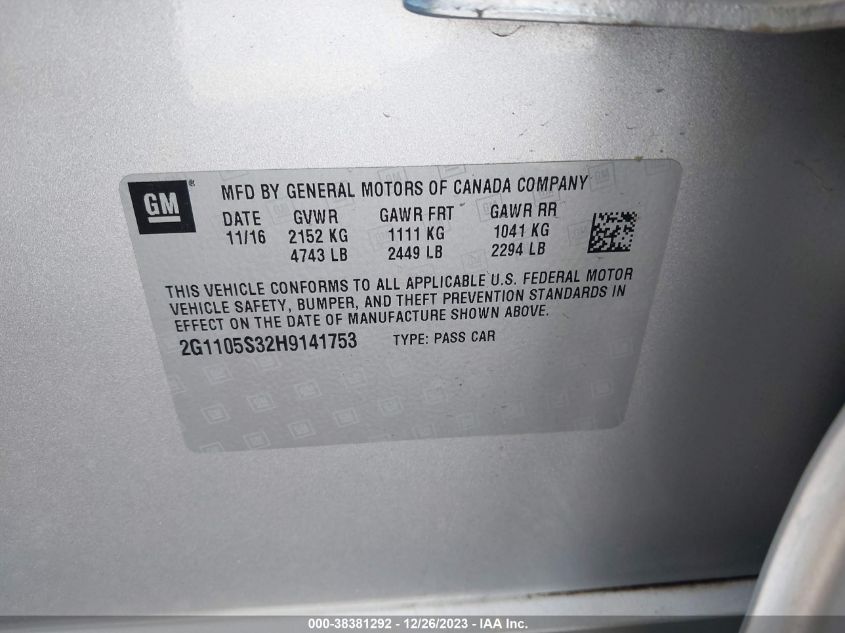 GM ® MFD BY GENERAL MOTORS OF CANADA COMPANY
DATE GVWR GAWR FRT GAWR RR
11/16 2152 KG 1111 KG 1041 KG
4743 LB 2449 LB 2294 LB
THIS VEHICLE CONFORMS TO ALL APPLICABLE U.S. FEDERAL MOTOR
VEHICLE SAFETY, BUMPER, AND THEFT PREVENTION STANDARDS IN
EFFECT ON THE DATE OF MANUFACTURE SHOWN ABOVE.
2G1105S32H9141753 TYPE: PASS CAR
000-38381292 - 12/26/2023 - IAA Inc.